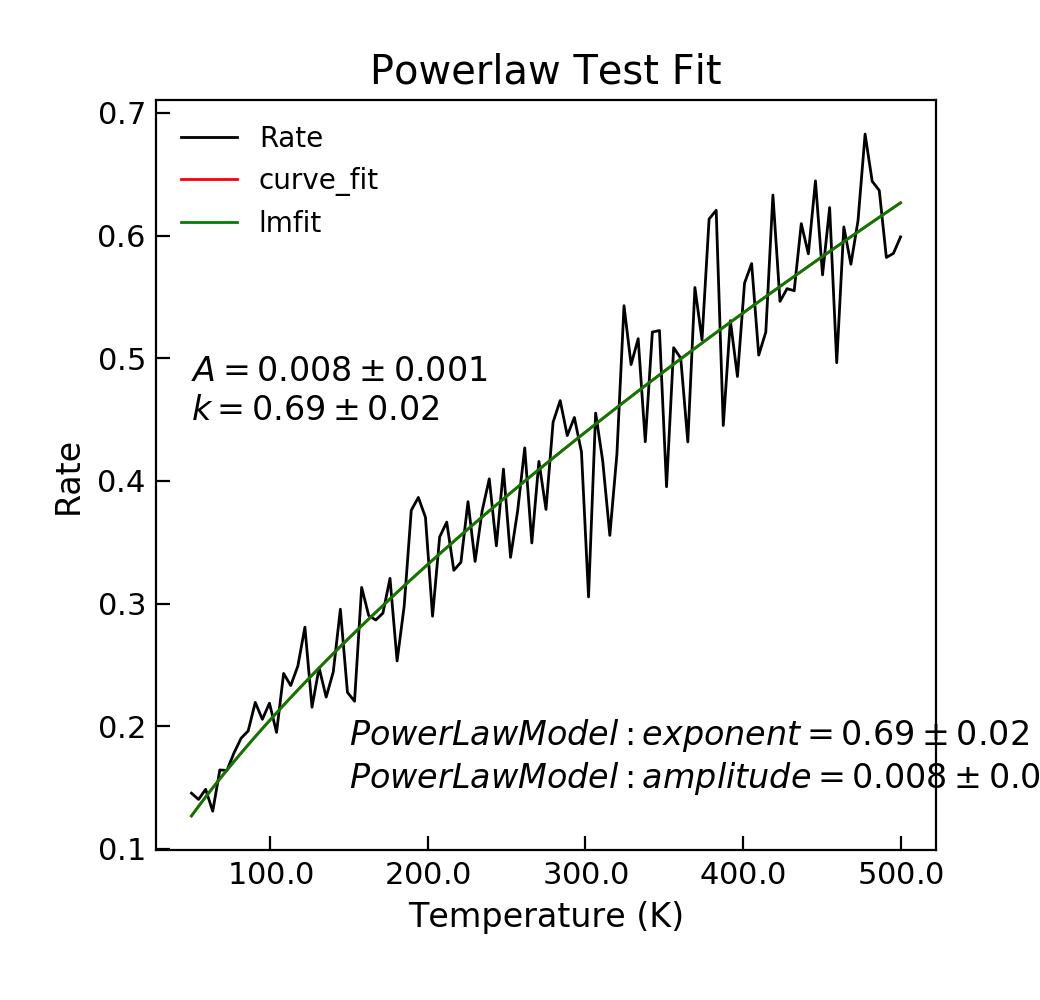 Powerlaw Test Fit
0.7
0.6
0.5
0.4
0.3
0.2
0.1
Rate
Rate
curve_fit
lmfit
A = 0.008 ± 0.001
k = 0.69 ± 0.02
PowerLawModel : exponent = 0.69 ± 0.02
PowerLawModel : amplitude = 0.008 ± 0.0
100.0 200.0 300.0 400.0 500.0
Temperature (K)